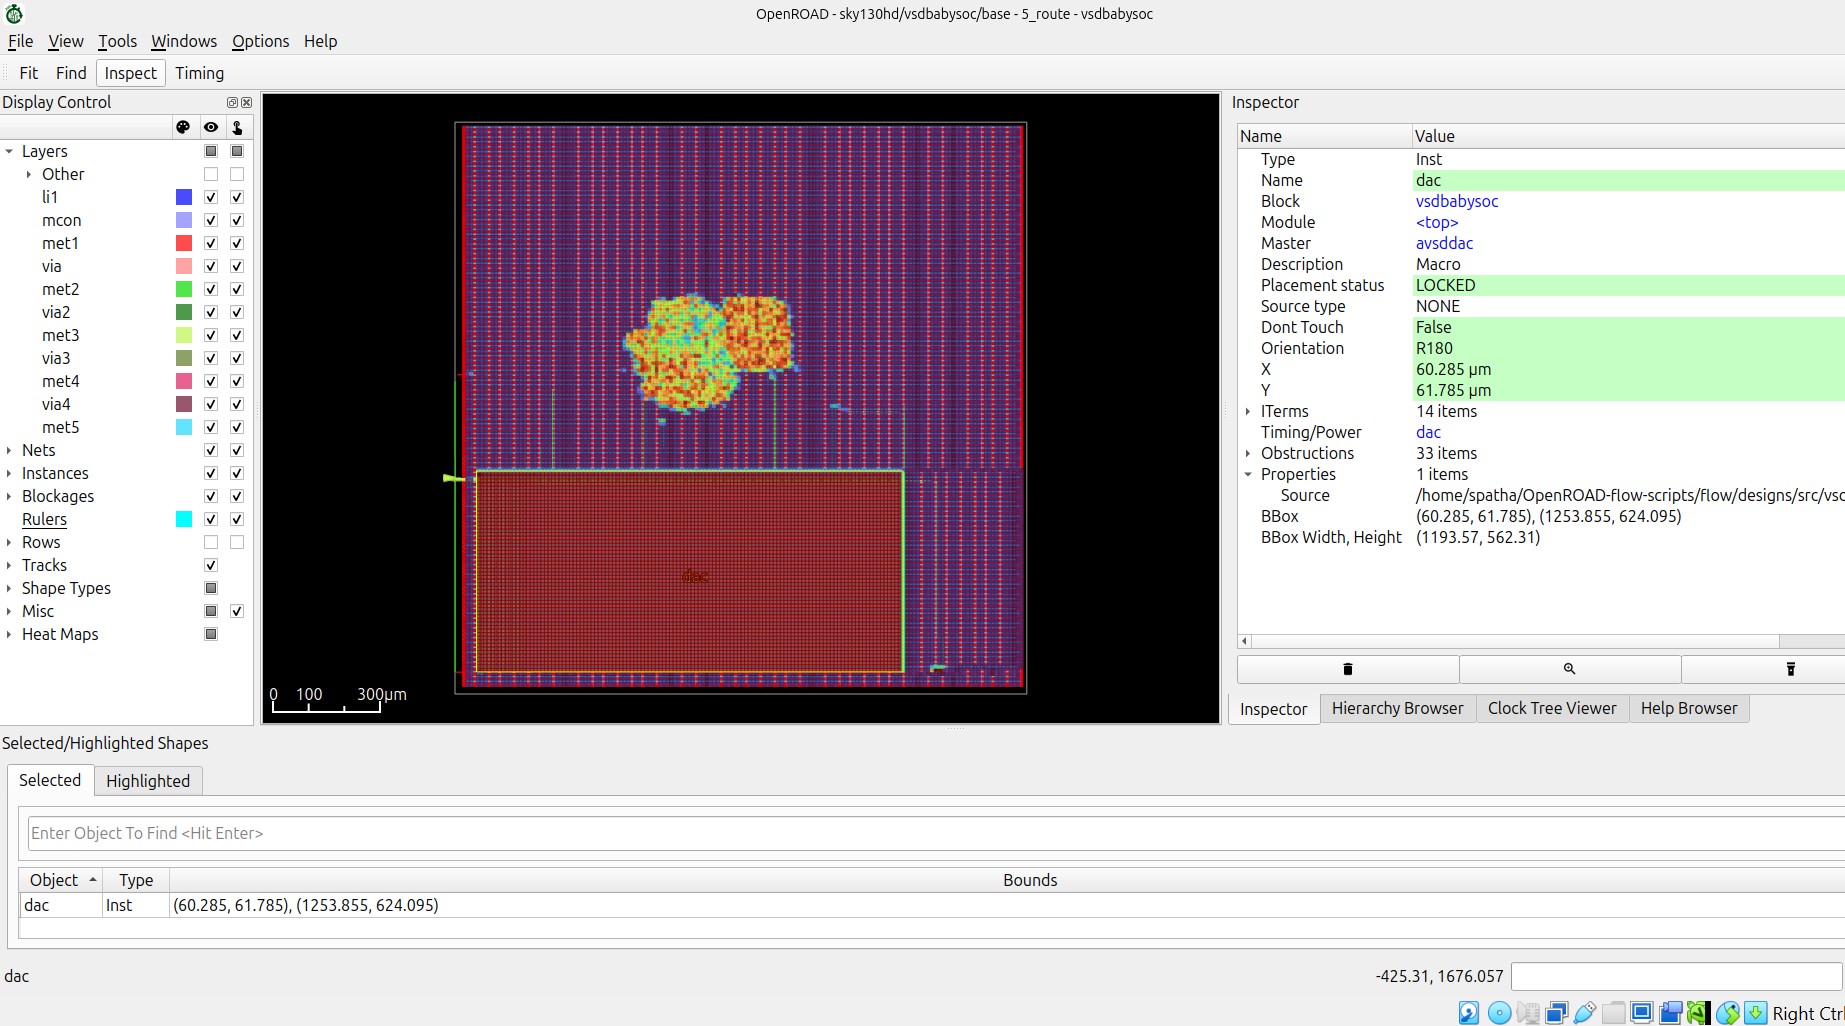 OpenROAD - sky130hd/vsdbabysoc/base - 5_route - vsdbabysoc
File View Tools Windows Options Help
Fit Find Inspect Timing
Display Control
Layers
Other
li1
mcon
met1
via
met2
via2
met3
via3
met4
via4
met5
Nets
Instances
Blockages
Rulers
Rows
Tracks
Shape Types
Misc
Heat Maps
dac
0 100 300μm
Inspector
Name Value
Type Inst
Name dac
Block vsdbabysoc
Module <top>
Master avsddac
Description Macro
Placement status LOCKED
Source type NONE
Dont Touch False
Orientation R180
X 60.285 μm
Y 61.785 μm
ITerms 14 items
Timing/Power dac
Obstructions 33 items
Properties 1 items
Source /home/spatha/OpenROAD-flow-scripts/flow/designs/src/vsc
BBox (60.285, 61.785), (1253.855, 624.095)
BBox Width, Height (1193.57, 562.31)
Inspector Hierarchy Browser Clock Tree Viewer Help Browser
Selected/Highlighted Shapes
Selected Highlighted
Enter Object To Find <Hit Enter>
Object Type Bounds
dac Inst (60.285, 61.785), (1253.855, 624.095)
dac -425.31, 1676.057
Right Ctrl